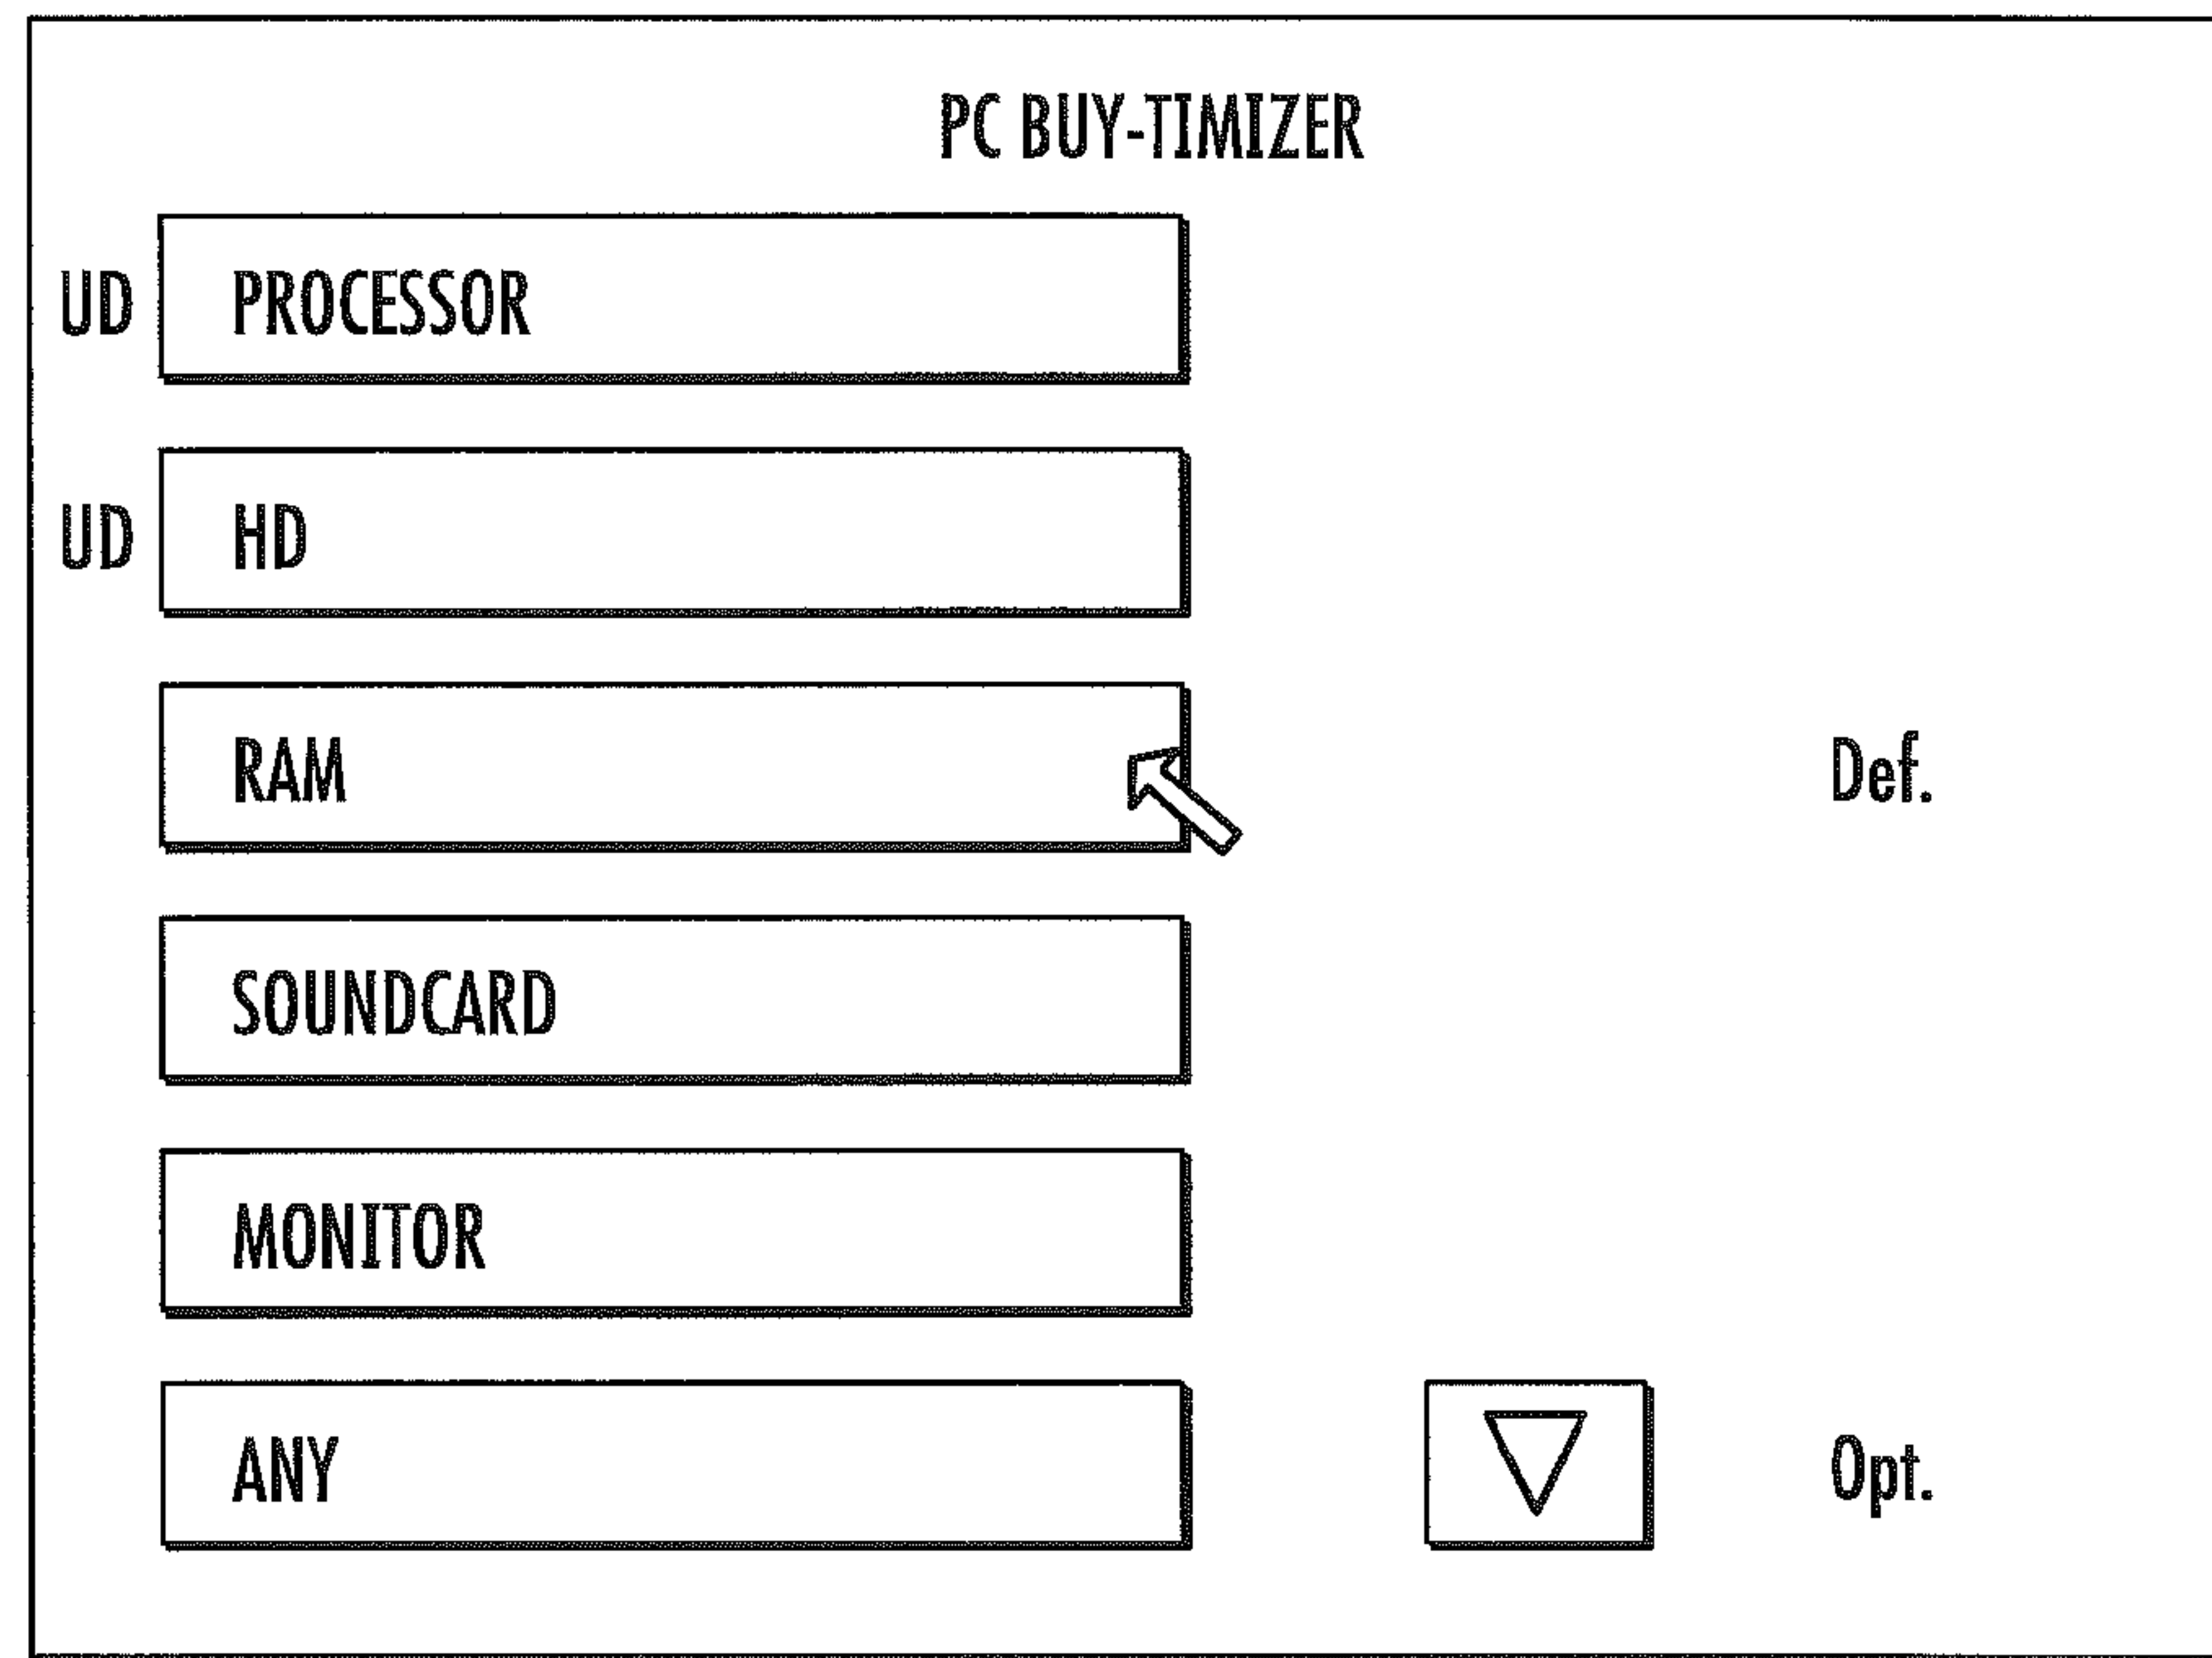 PC BUY-TIMIZER
UD PROCESSOR
UD HD
RAM Def.
SOUNDCARD
MONITOR
ANY Opt.